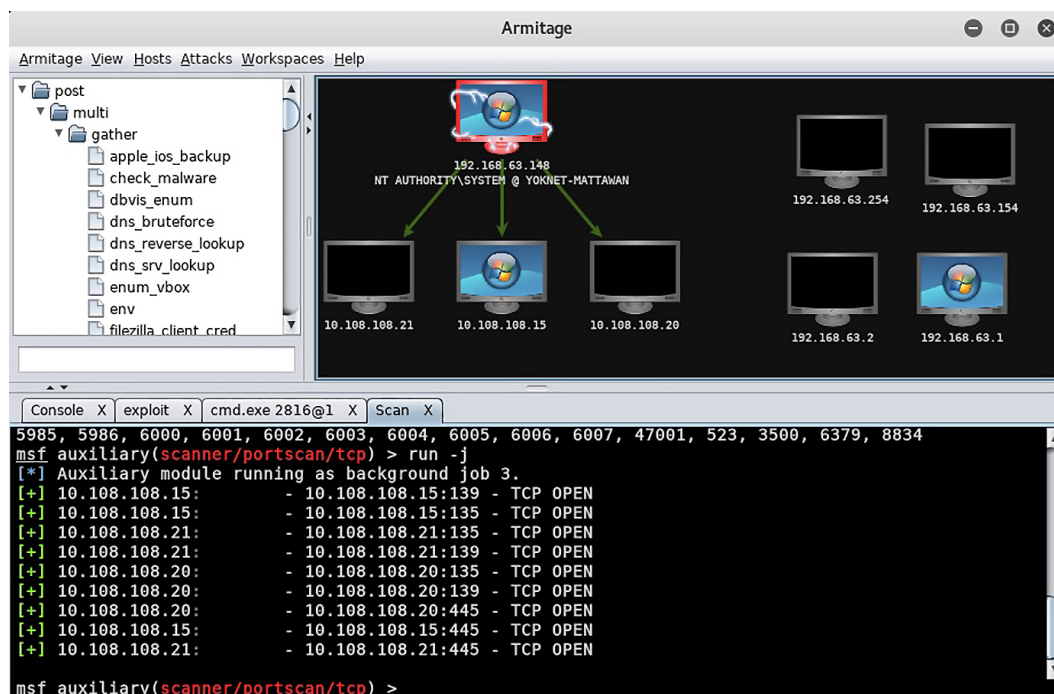 Armitage
Armitage View Hosts Attacks Workspaces Help
post
multi
gather
apple_ios_backup
check_malware
dbvis_enum
dns_bruteforce
dns_reverse_lookup
dns_srv_lookup
enum_vbox
env
filezilla_client_cred
192.168.63.148
NT AUTHORITY\SYSTEM @ YOKNET-MATTAWAN
10.108.108.21
10.108.108.15
10.108.108.20
192.168.63.254
192.168.63.154
192.168.63.2
192.168.63.1
Console X exploit X cmd.exe 2816@1 X Scan X
5985, 5986, 6000, 6001, 6002, 6003, 6004, 6005, 6006, 6007, 47001, 523, 3500, 6379, 8834
msf auxiliary(scanner/portscan/tcp) > run -j
[*] Auxiliary module running as background job 3.
[+] 10.108.108.15: - 10.108.108.15:139 - TCP OPEN
[+] 10.108.108.15: - 10.108.108.15:135 - TCP OPEN
[+] 10.108.108.21: - 10.108.108.21:135 - TCP OPEN
[+] 10.108.108.21: - 10.108.108.21:139 - TCP OPEN
[+] 10.108.108.20: - 10.108.108.20:135 - TCP OPEN
[+] 10.108.108.20: - 10.108.108.20:139 - TCP OPEN
[+] 10.108.108.20: - 10.108.108.20:445 - TCP OPEN
[+] 10.108.108.15: - 10.108.108.15:445 - TCP OPEN
[+] 10.108.108.21: - 10.108.108.21:445 - TCP OPEN
msf auxiliary(scanner/portscan/tcp) >